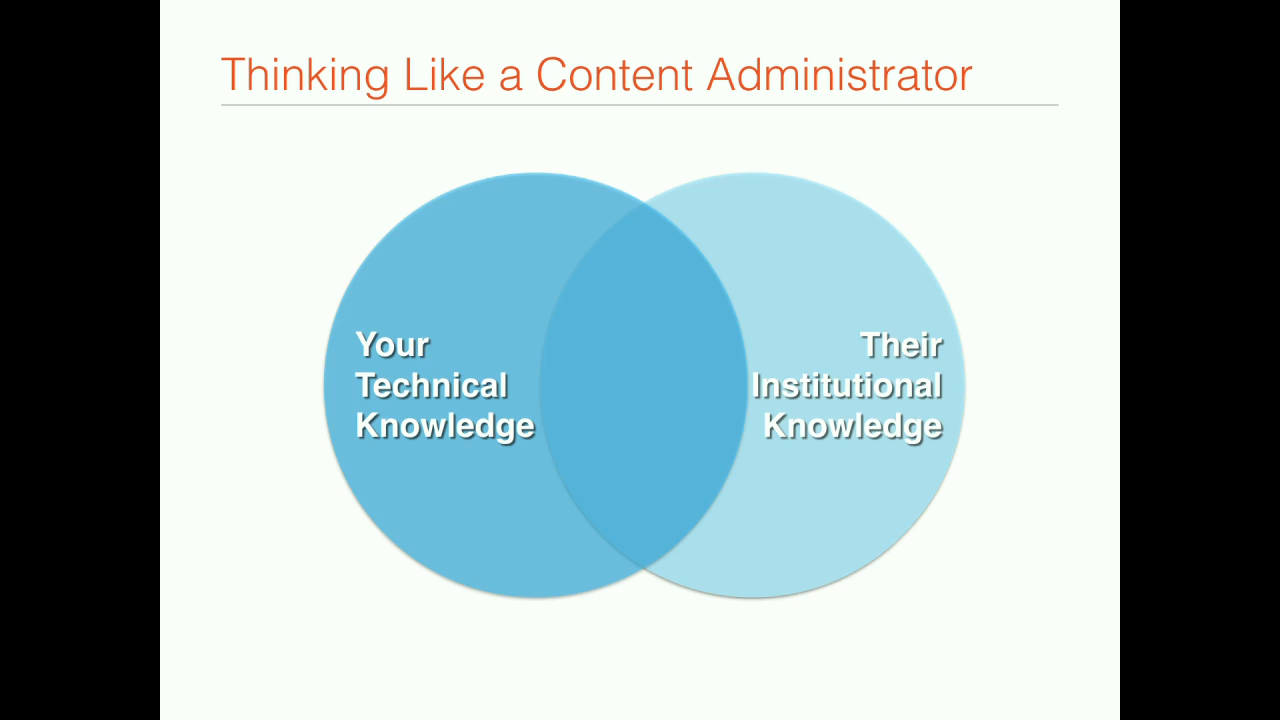 Thinking Like a Content Administrator
Your
Technical
Knowledge
Their
Institutional
Knowledge